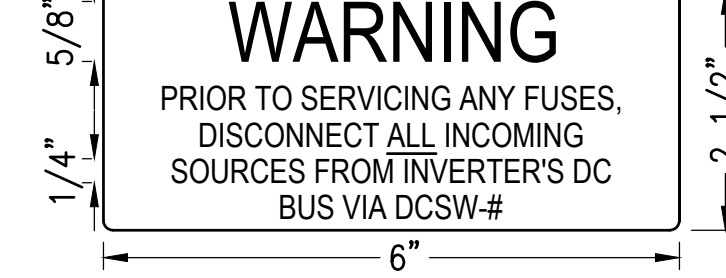 5/8"
WARNING
PRIOR TO SERVICING ANY FUSES,
DISCONNECT ALL INCOMING
SOURCES FROM INVERTER'S DC
BUS VIA DCSW-#
1/4"
2 1/2"
6"